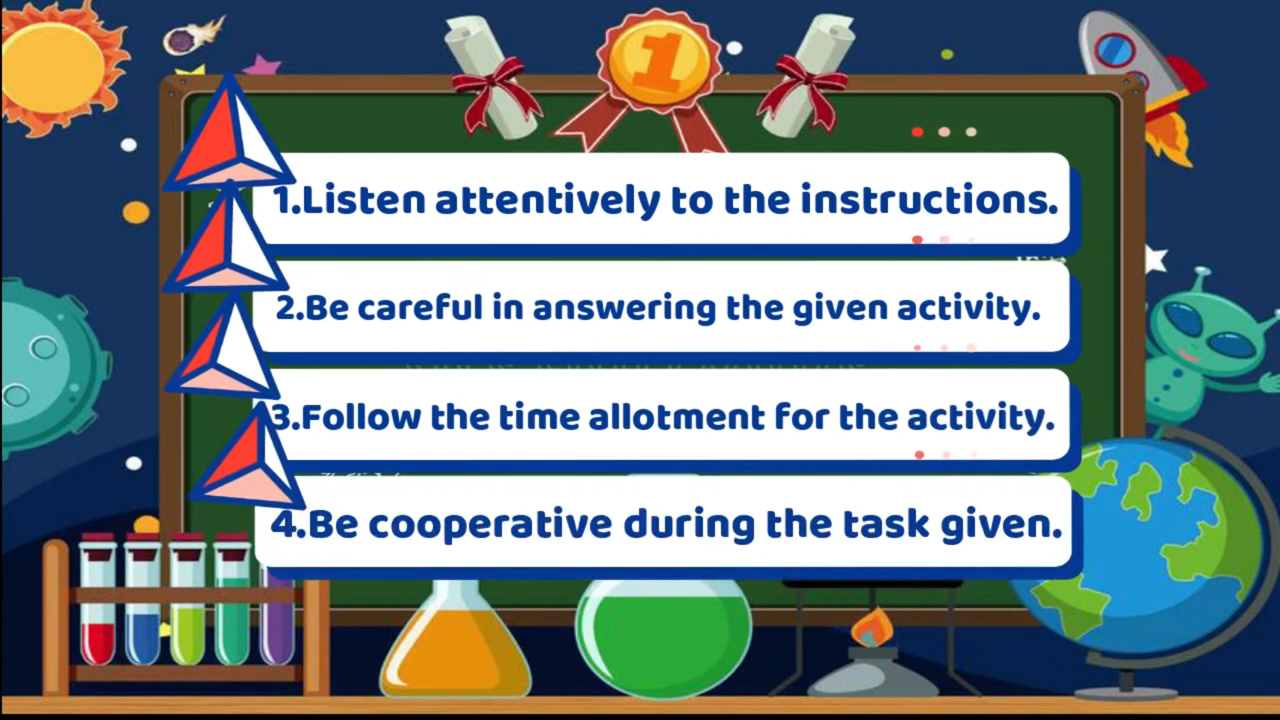 1
1.Listen attentively to the instructions.
2.Be careful in answering the given activity.
3.Follow the time allotment for the activity.
4.Be cooperative during the task given.